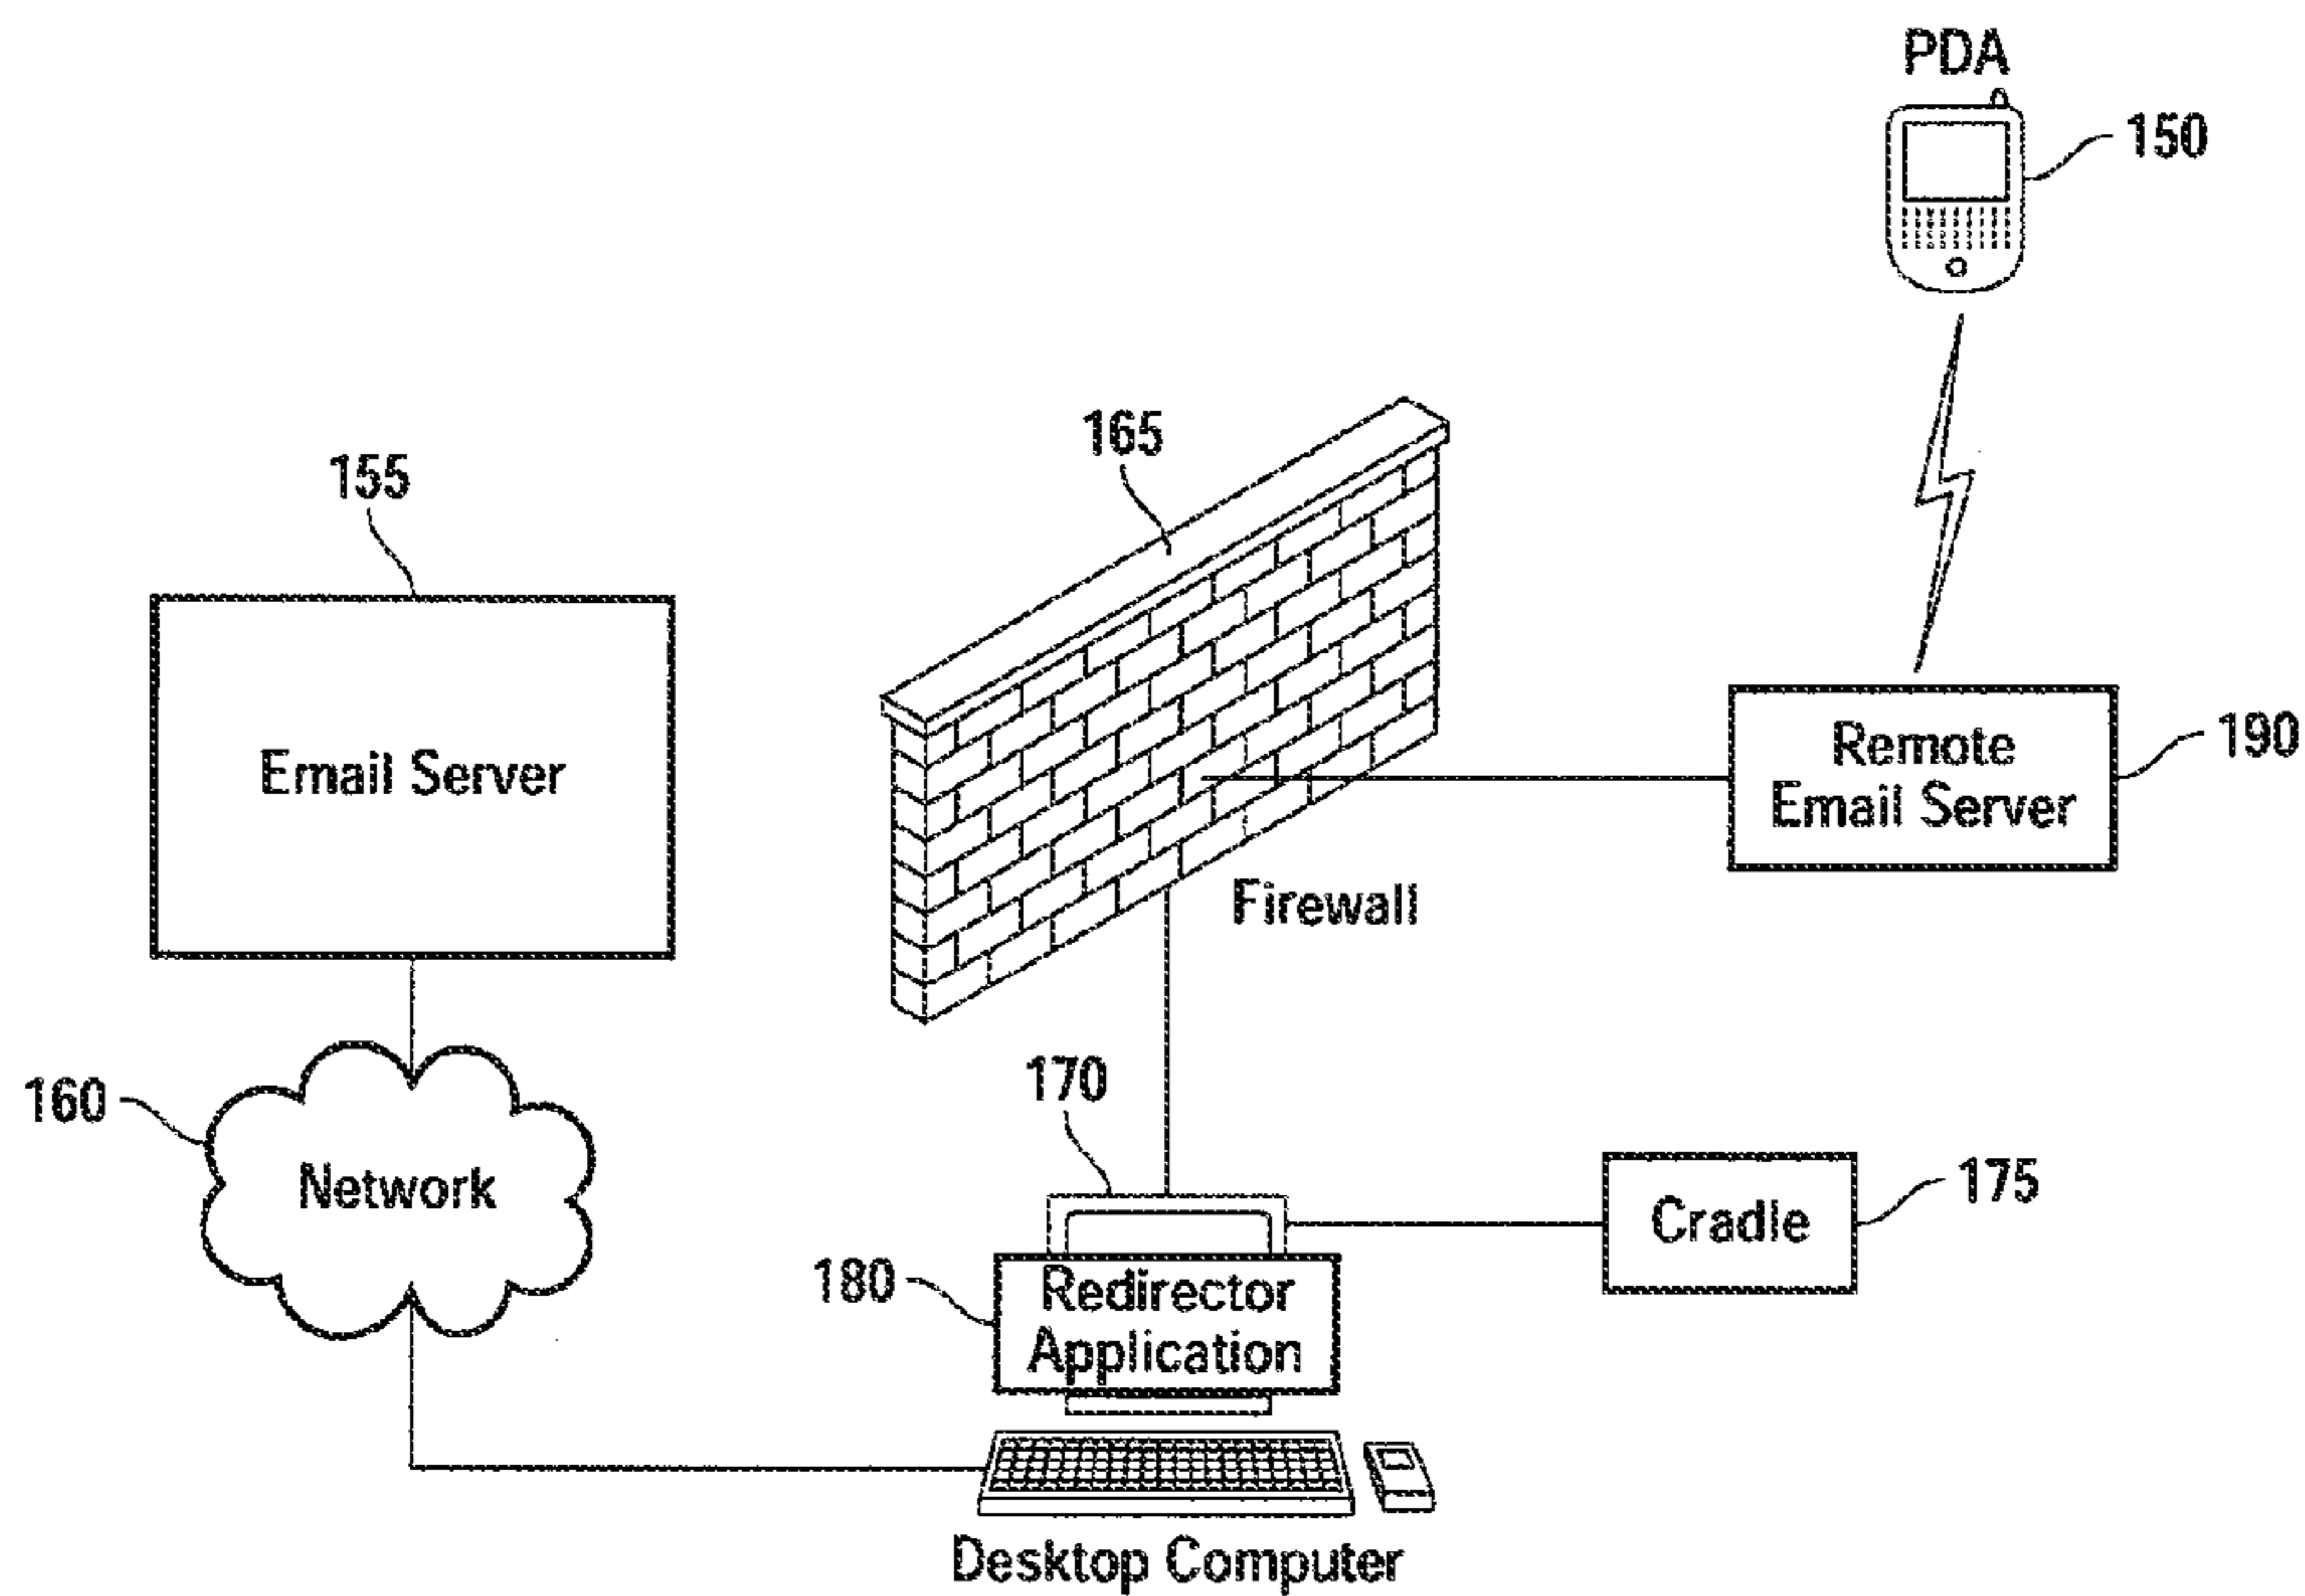 PDA
150
165
155
Email Server
Remote
Email Server
190
Firewall
160
Network
170
Cradle
175
180
Redirector
Application
Desktop Computer